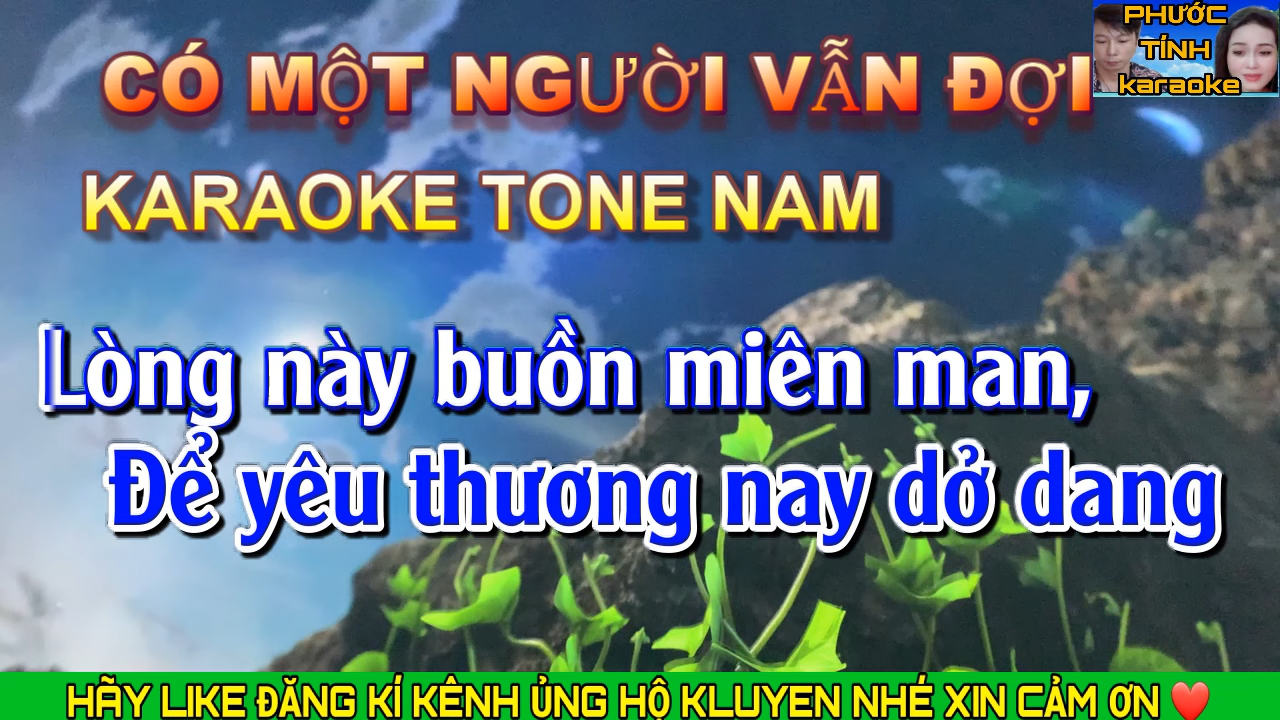 PHƯỚC
TÍNH
karaoke
CÓ MỘT NGƯỜI VẪN ĐỢI
KARAOKE TONE NAM
Lòng này buồn miên man,
Để yêu thương nay dở dang
HÃY LIKE ĐĂNG KÍ KÊNH ỦNG HỘ KLUYEN NHÉ XIN CẢM ƠN ❤️